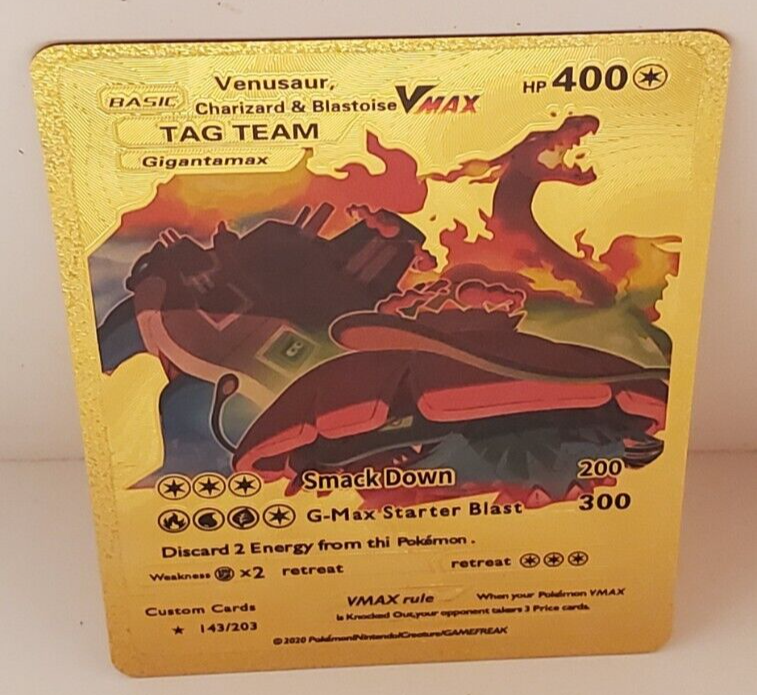 Venusaur,
BASIC Charizard & Blastoise VMAX HP 400
TAG TEAM
Gigantamax
Smack Down 200
G-Max Starter Blast 300
Discard 2 Energy from thi Pokémon .
Weakness x2 retreat retreat
VMAX rule When your Pokémon VMAX
is Knocked Out,your opponent takers 3 Price cards.
Custom Cards
★ 143/203
©2020 Pokémon/Nintendo/Creature/GAMEFREAK